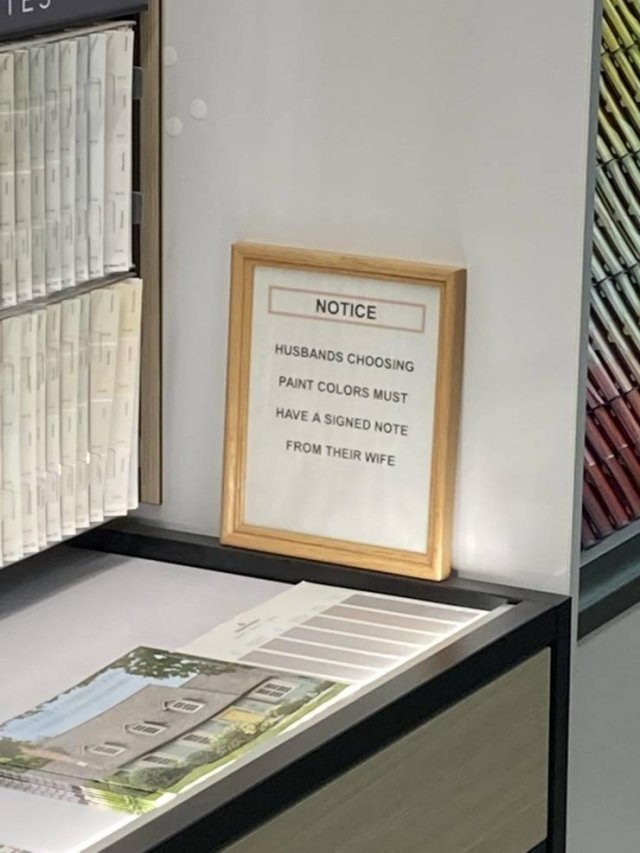 NOTICE
HUSBANDS CHOOSING
PAINT COLORS MUST
HAVE A SIGNED NOTE
FROM THEIR WIFE